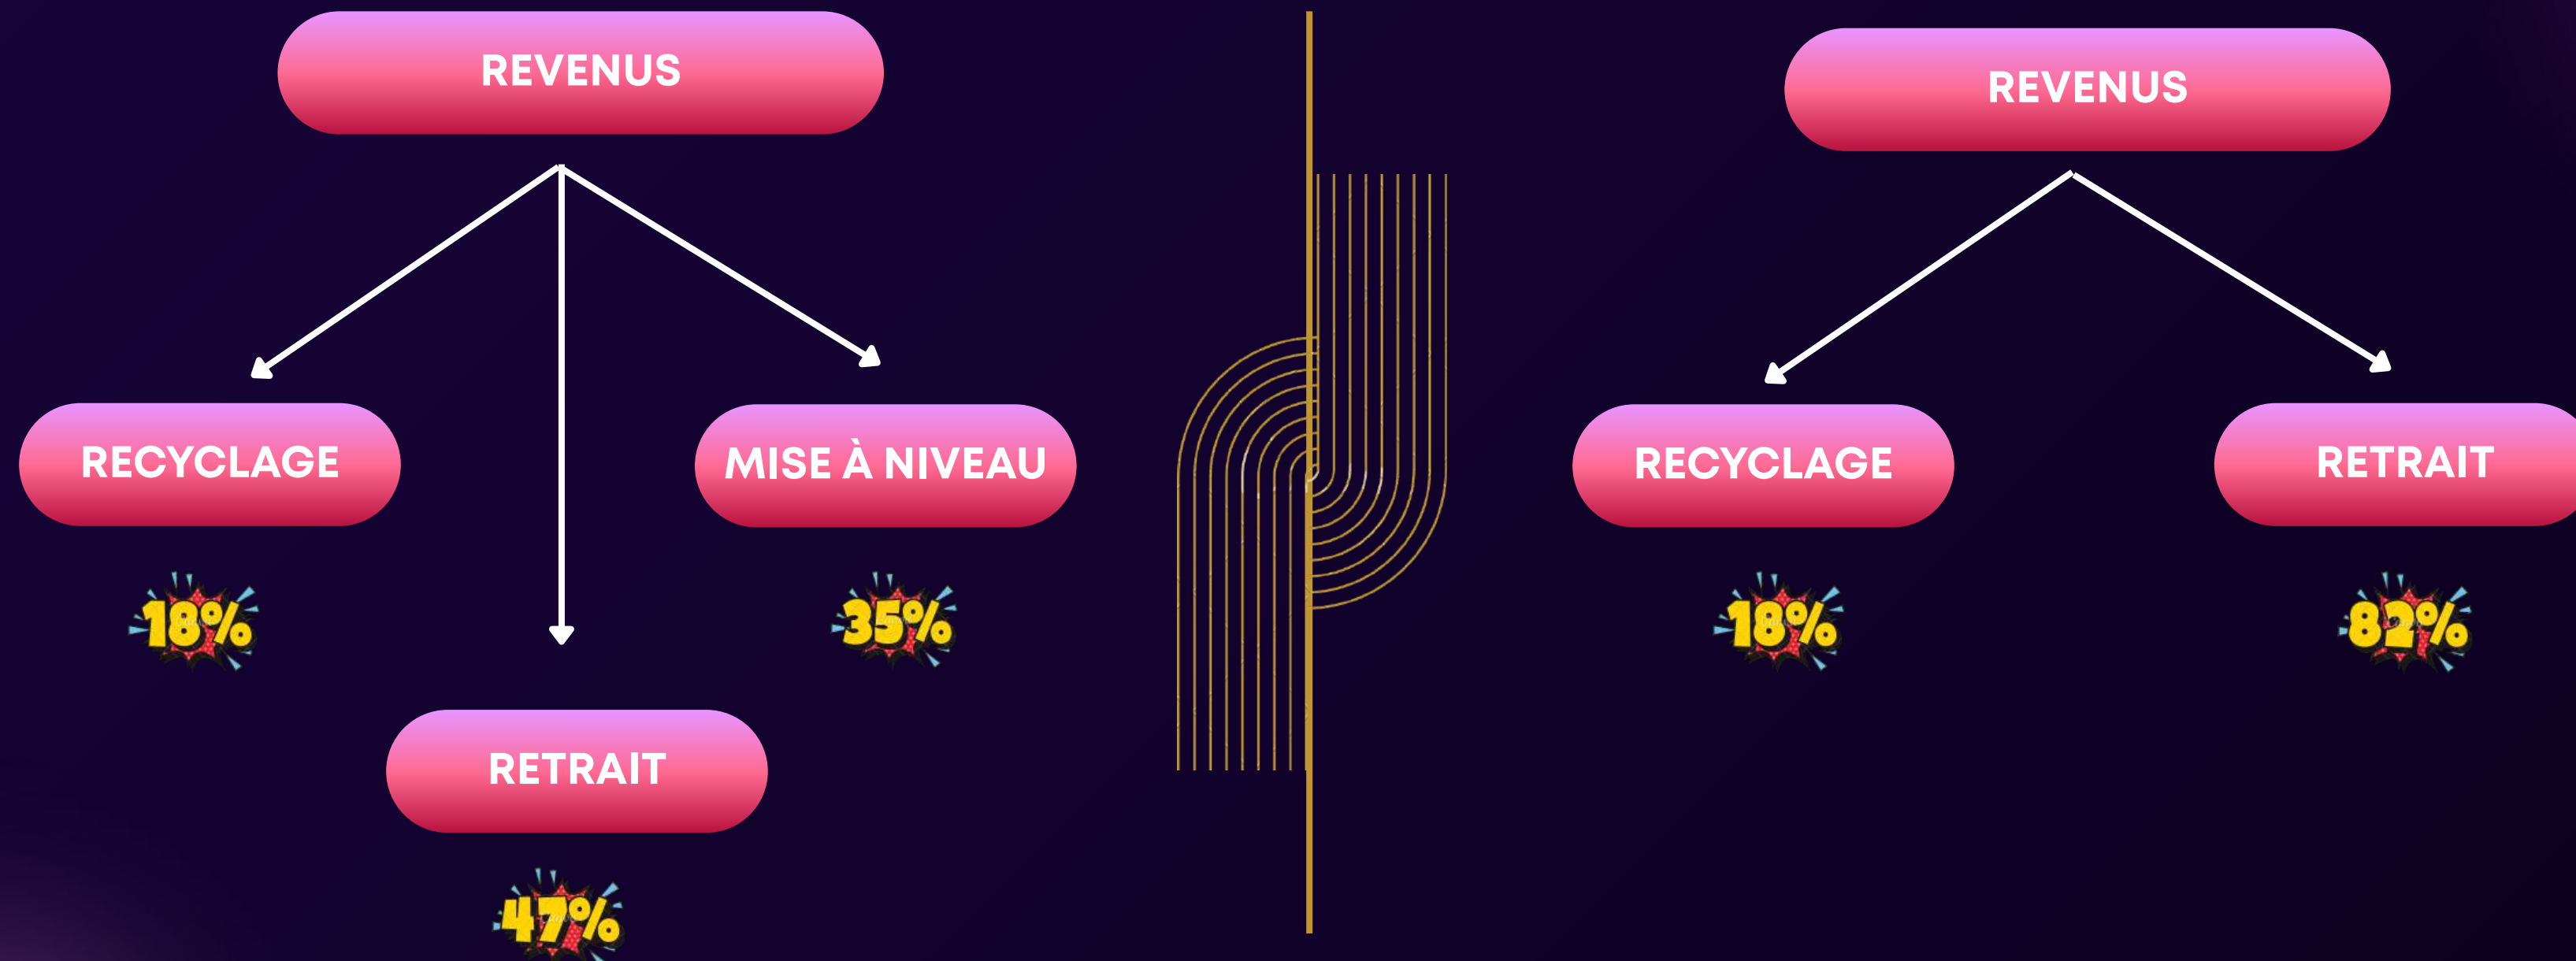 REVENUS
RECYCLAGE
MISE À NIVEAU
18%
35%
RETRAIT
47%
REVENUS
RECYCLAGE
RETRAIT
18%
82%